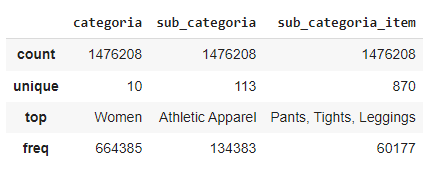 categoria sub_categoria sub_categoria_item
count 1476208 1476208 1476208
unique 10 113 870
top Women Athletic Apparel Pants, Tights, Leggings
freq 664385 134383 60177